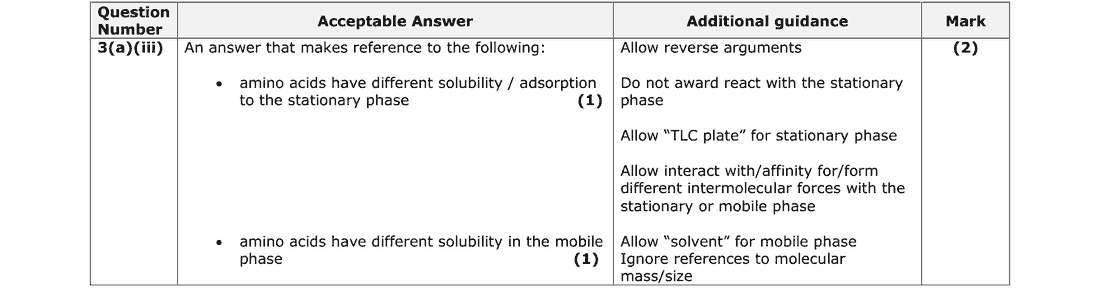 Question
Number
Acceptable Answer
Additional guidance
Mark
3(a)(iii)
An answer that makes reference to the following:
• amino acids have different solubility / adsorption
to the stationary phase (1)
• amino acids have different solubility in the mobile
phase (1)
Allow reverse arguments
Do not award react with the stationary
phase
Allow “TLC plate” for stationary phase
Allow interact with/affinity for/form
different intermolecular forces with the
stationary or mobile phase
Allow “solvent” for mobile phase
Ignore references to molecular
mass/size
(2)